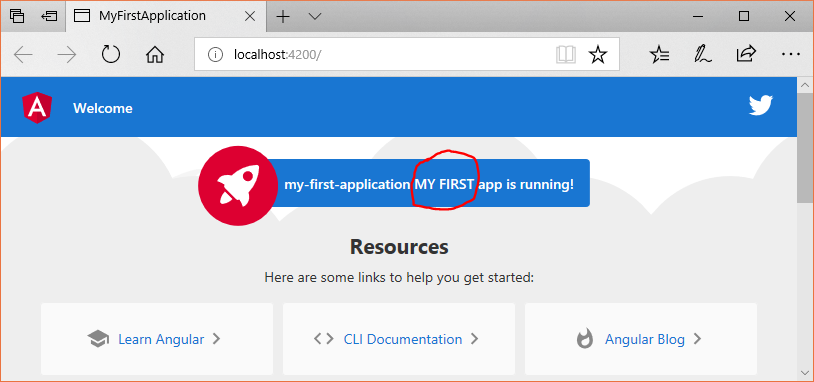 MyFirstApplication
localhost:4200/
A
Welcome
my-first-application MY FIRST app is running!
Resources
Here are some links to help you get started:
Learn Angular
CLI Documentation
Angular Blog